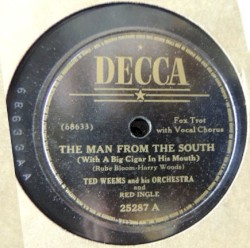 DECCA
Fox Trot
with Vocal Chorus
(68633)
THE MAN FROM THE SOUTH
(With A Big Cigar In His Mouth)
(Rube Bloom-Harry Woods)
TED WEEMS and his ORCHESTRA
and
RED INGLE
25287 A
68633AA